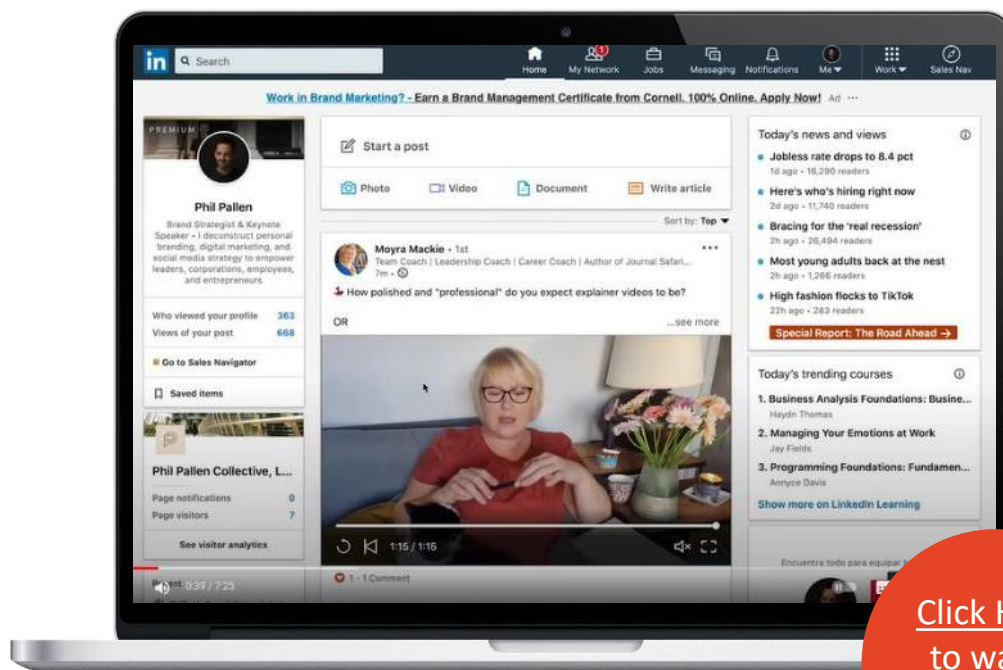 in
Search
1
Home
My Network
Jobs
Messaging
Notifications
Me
Work
Sales Nav
Work in Brand Marketing? - Earn a Brand Management Certificate from Cornell. 100% Online. Apply Now! Ad ...
PREMIUM
Phil Pallen
Brand Strategist & Keynote
Speaker • I deconstruct personal
branding, digital marketing, and
social media strategy to empower
leaders, corporations, employees,
and entrepreneurs
Who viewed your profile 363
Views of your post 668
Go to Sales Navigator
Saved items
Phil Pallen Collective, L...
Page notifications 0
Page visitors 7
See visitor analytics
Start a post
Photo
Video
Document
Write article
Sort by: Top
Moyra Mackie • 1st
Team Coach | Leadership Coach | Career Coach | Author of Journal Safari...
7m •
How polished and "professional" do you expect explainer videos to be?
OR
...see more
1:15 / 1:15
1 • 1 Comment
0:39 / 7:23
Today's news and views
Jobless rate drops to 8.4 pct
1d ago • 16,290 readers
Here's who's hiring right now
2d ago • 11,740 readers
Bracing for the 'real recession'
2h ago • 26,494 readers
Most young adults back at the nest
2h ago • 1,266 readers
High fashion flocks to TikTok
22h ago • 283 readers
Special Report: The Road Ahead →
Today's trending courses
1. Business Analysis Foundations: Busine...
Haydn Thomas
2. Managing Your Emotions at Work
Jay Fields
3. Programming Foundations: Fundamen...
Annyce Davis
Show more on LinkedIn Learning
Encuentra todo para equipar
Click H
to wa